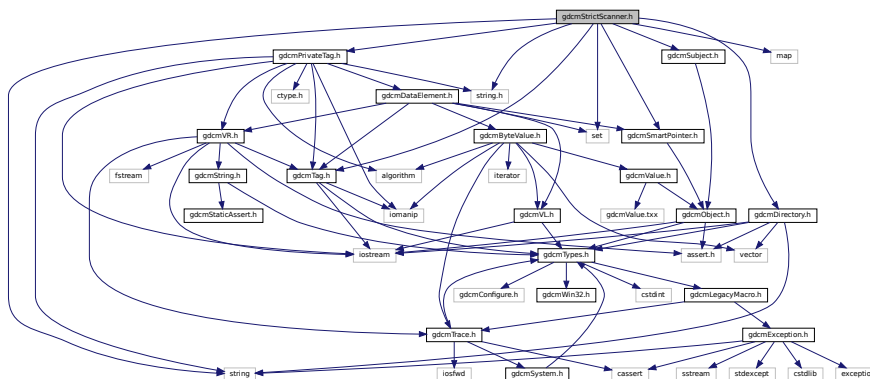 gdcmStrictScanner.h
gdcmPrivateTag.h
gdcmSubject.h
map
ctype.h
gdcmDataElement.h
string.h
gdcmVR.h
gdcmByteValue.h
set
gdcmSmartPointer.h
fstream
gdcmString.h
gdcmTag.h
algorithm
iterator
gdcmValue.h
gdcmStaticAssert.h
iomanip
gdcmVL.h
gdcmValue.txx
gdcmObject.h
gdcmDirectory.h
iostream
gdcmTypes.h
assert.h
vector
gdcmConfigure.h
gdcmWin32.h
cstdint
gdcmLegacyMacro.h
gdcmTrace.h
gdcmException.h
string
iosfwd
gdcmSystem.h
cassert
sstream
stdexcept
cstdlib
exception